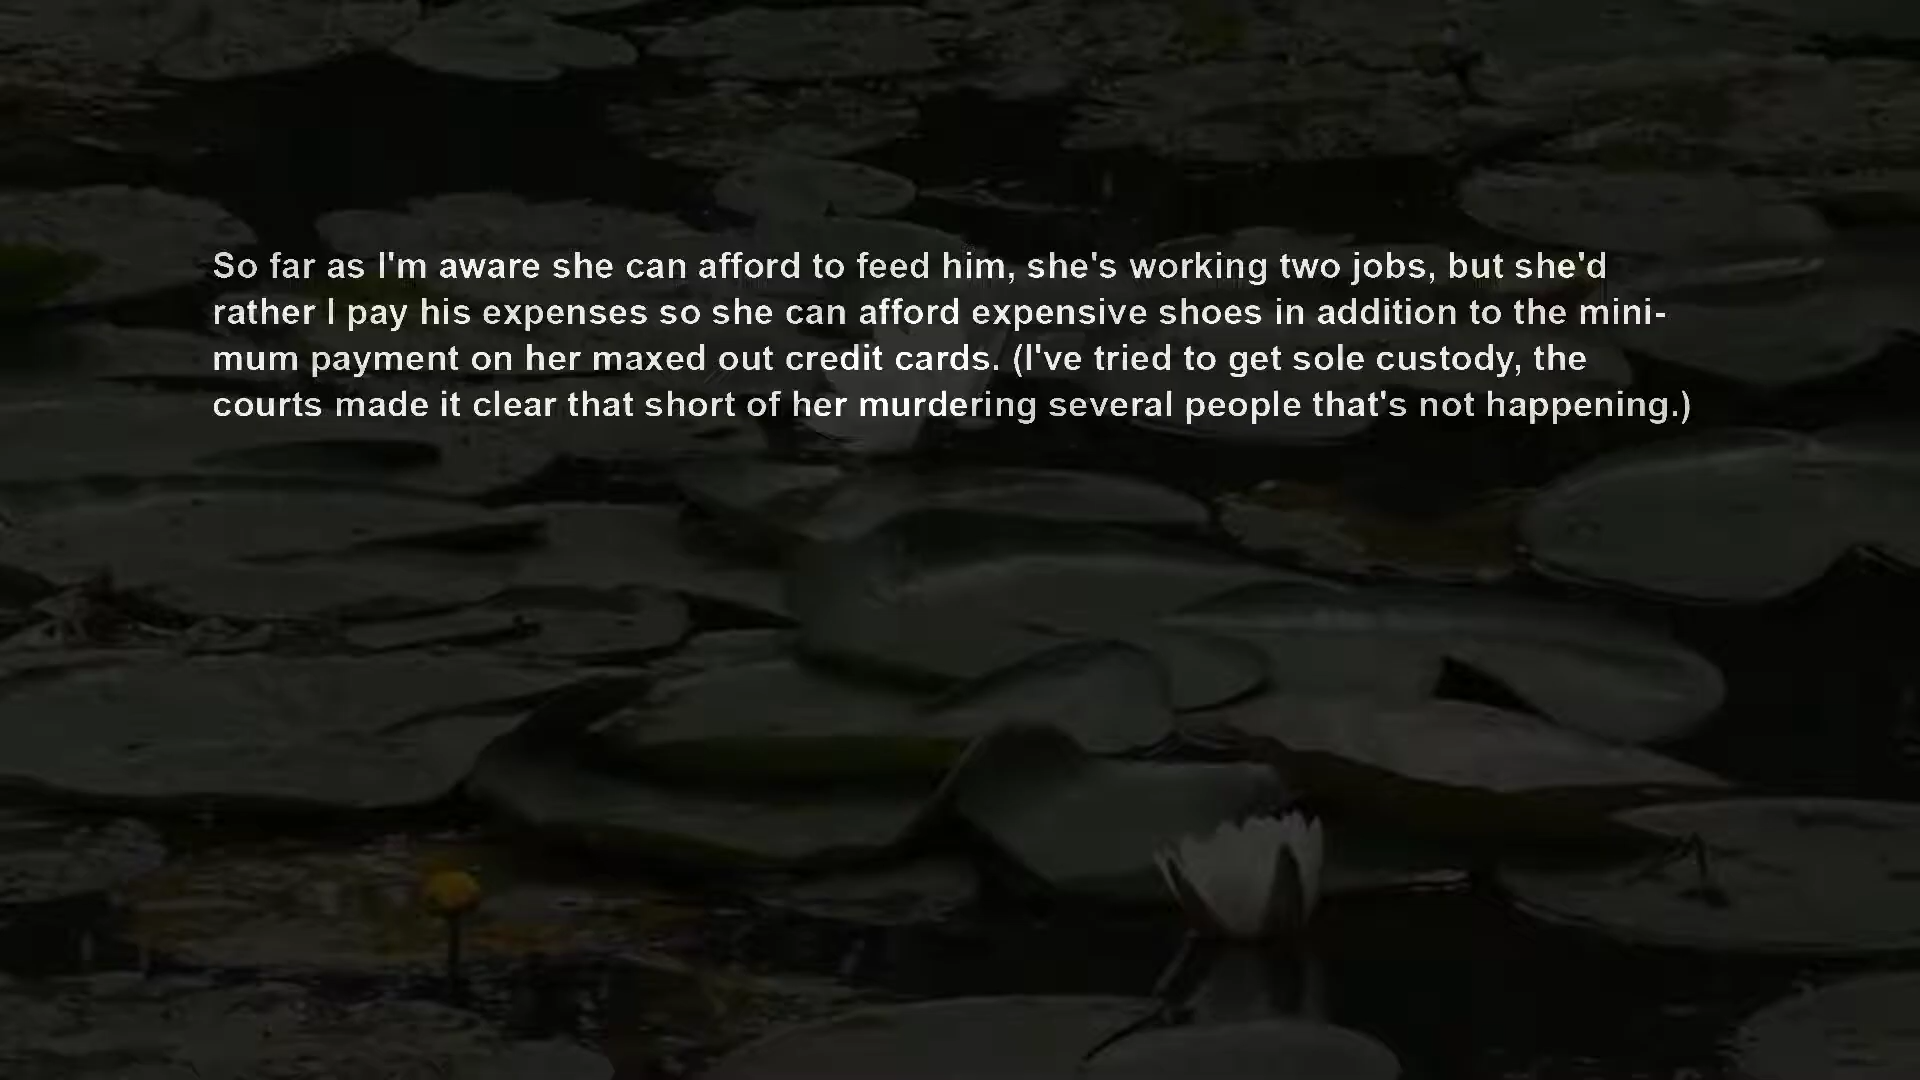 So far as I'm aware she can afford to feed him, she's working two jobs, but she'd
rather I pay his expenses so she can afford expensive shoes in addition to the mini-
mum payment on her maxed out credit cards. (I've tried to get sole custody, the
courts made it clear that short of her murdering several people that's not happening.)